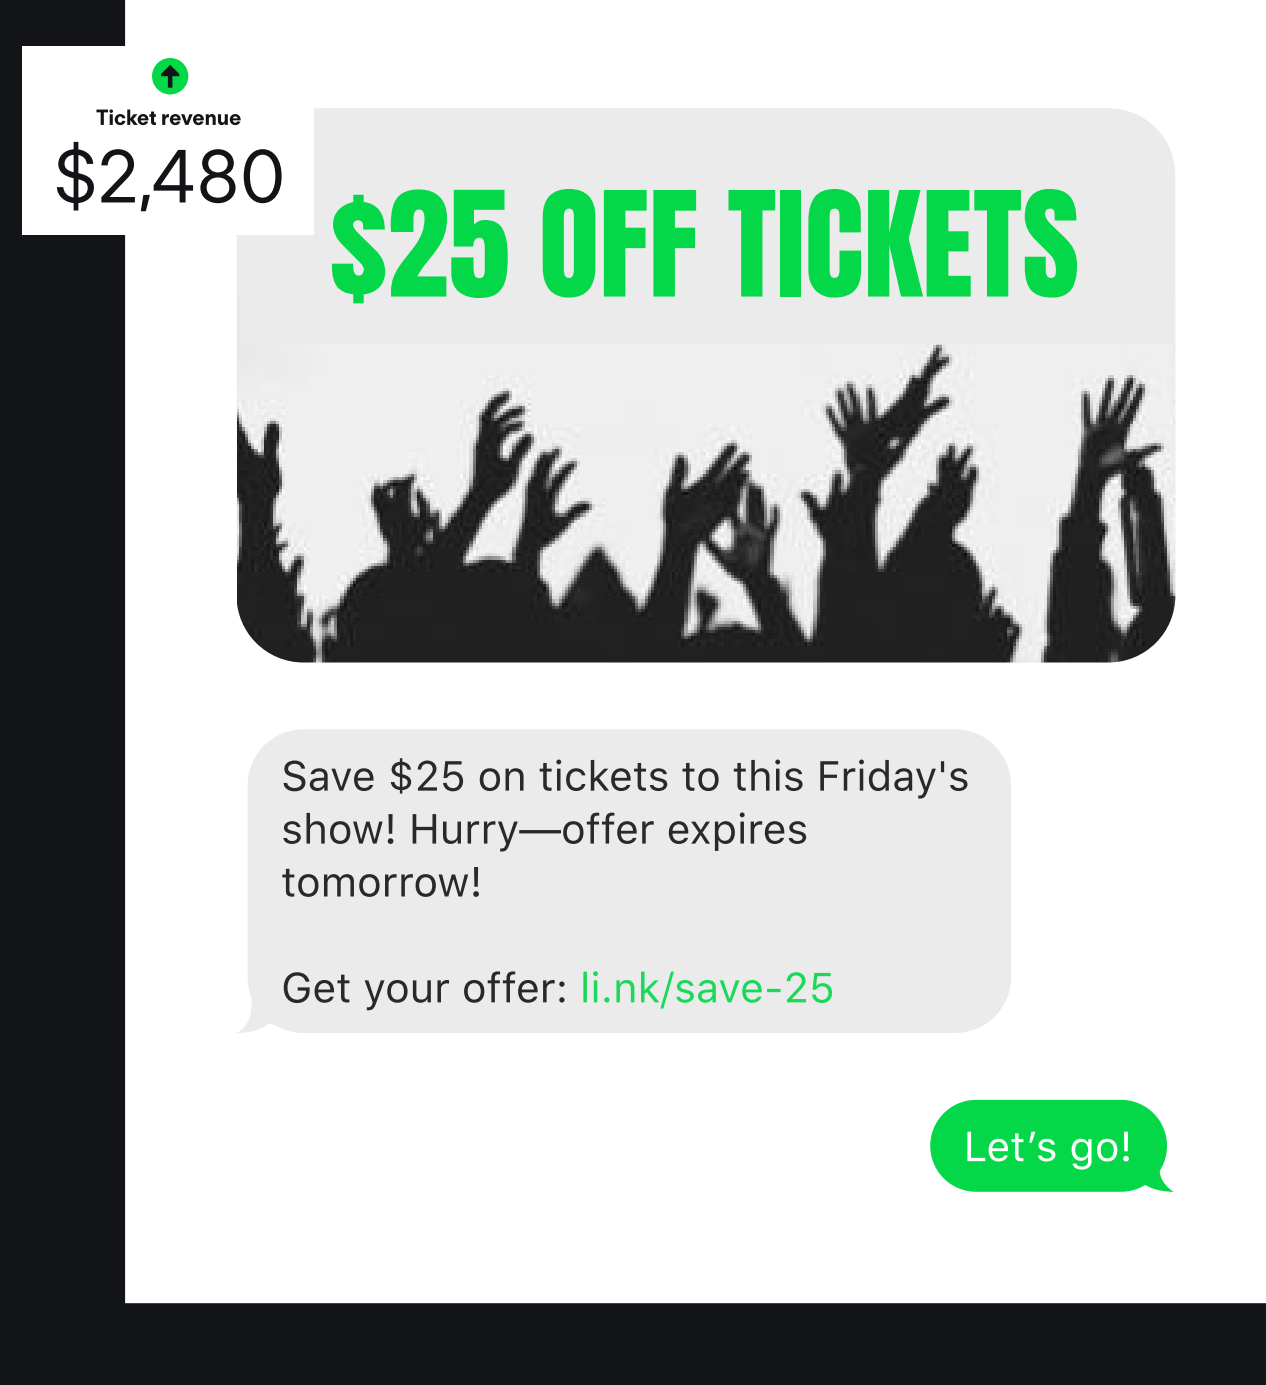 Ticket revenue
$2,480
$25 OFF TICKETS
Save $25 on tickets to this Friday's
show! Hurry—offer expires
tomorrow!
Get your offer: li.nk/save-25
Let’s go!